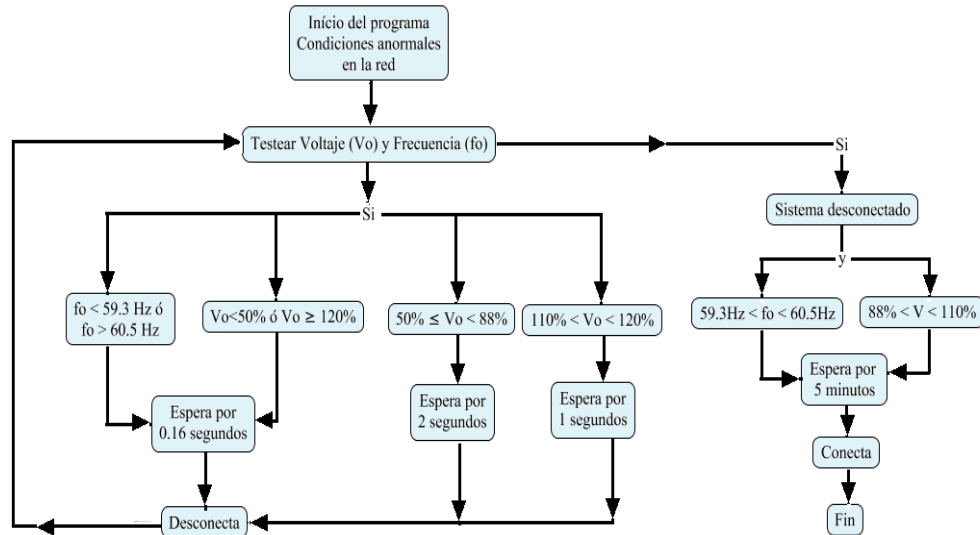 Início del programa
Condiciones anormales
en la red
Testear Voltaje (Vo) y Frecuencia (fo)
Si
Si
Sistema desconectado
y
fo < 59.3 Hz ó
fo > 60.5 Hz
Vo<50% ó Vo ≥ 120%
50% ≤ Vo < 88%
110% < Vo < 120%
59.3Hz < fo < 60.5Hz
88% < V < 110%
Espera por
0.16 segundos
Espera por
2 segundos
Espera por
1 segundos
Espera por
5 minutos
Conecta
Desconecta
Fin